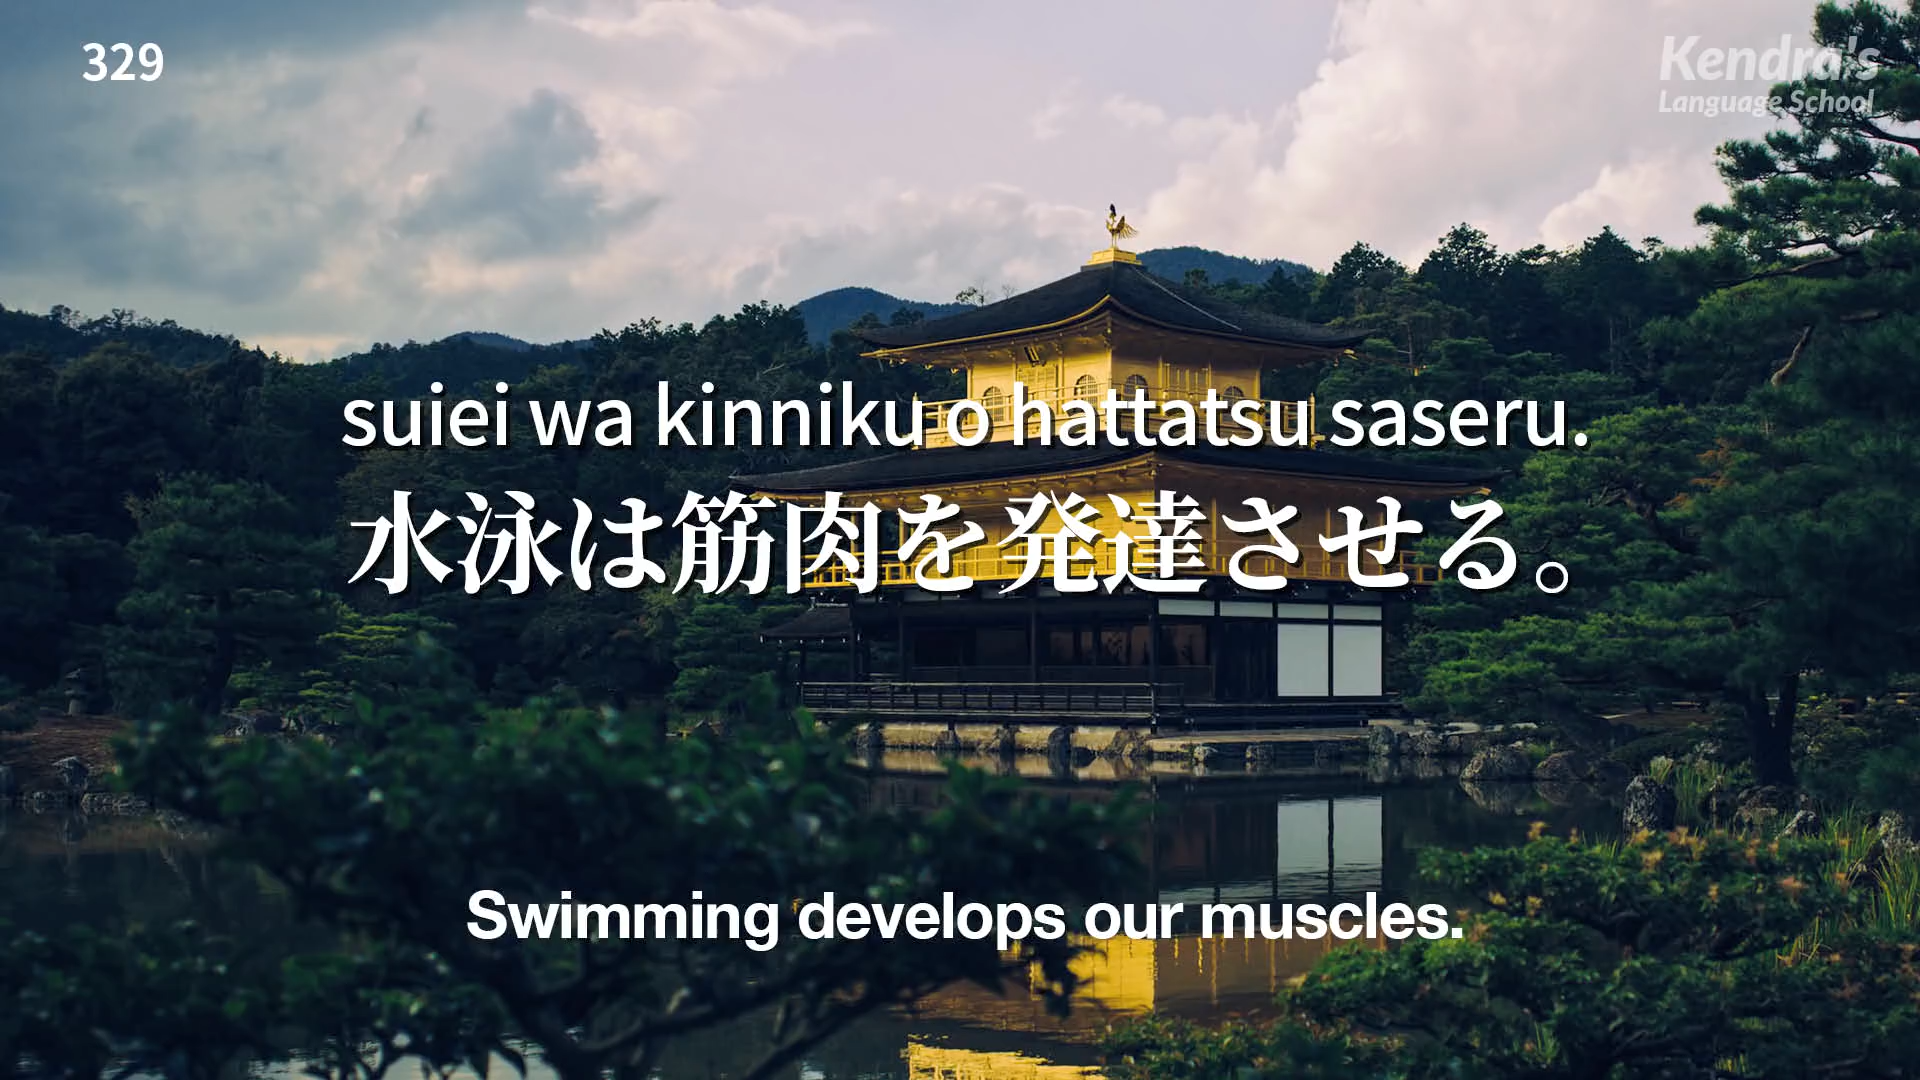 329
Kendra's
Language School
suiei wa kinniku o hattatsu saseru.
水泳は筋肉を発達させる。
Swimming develops our muscles.